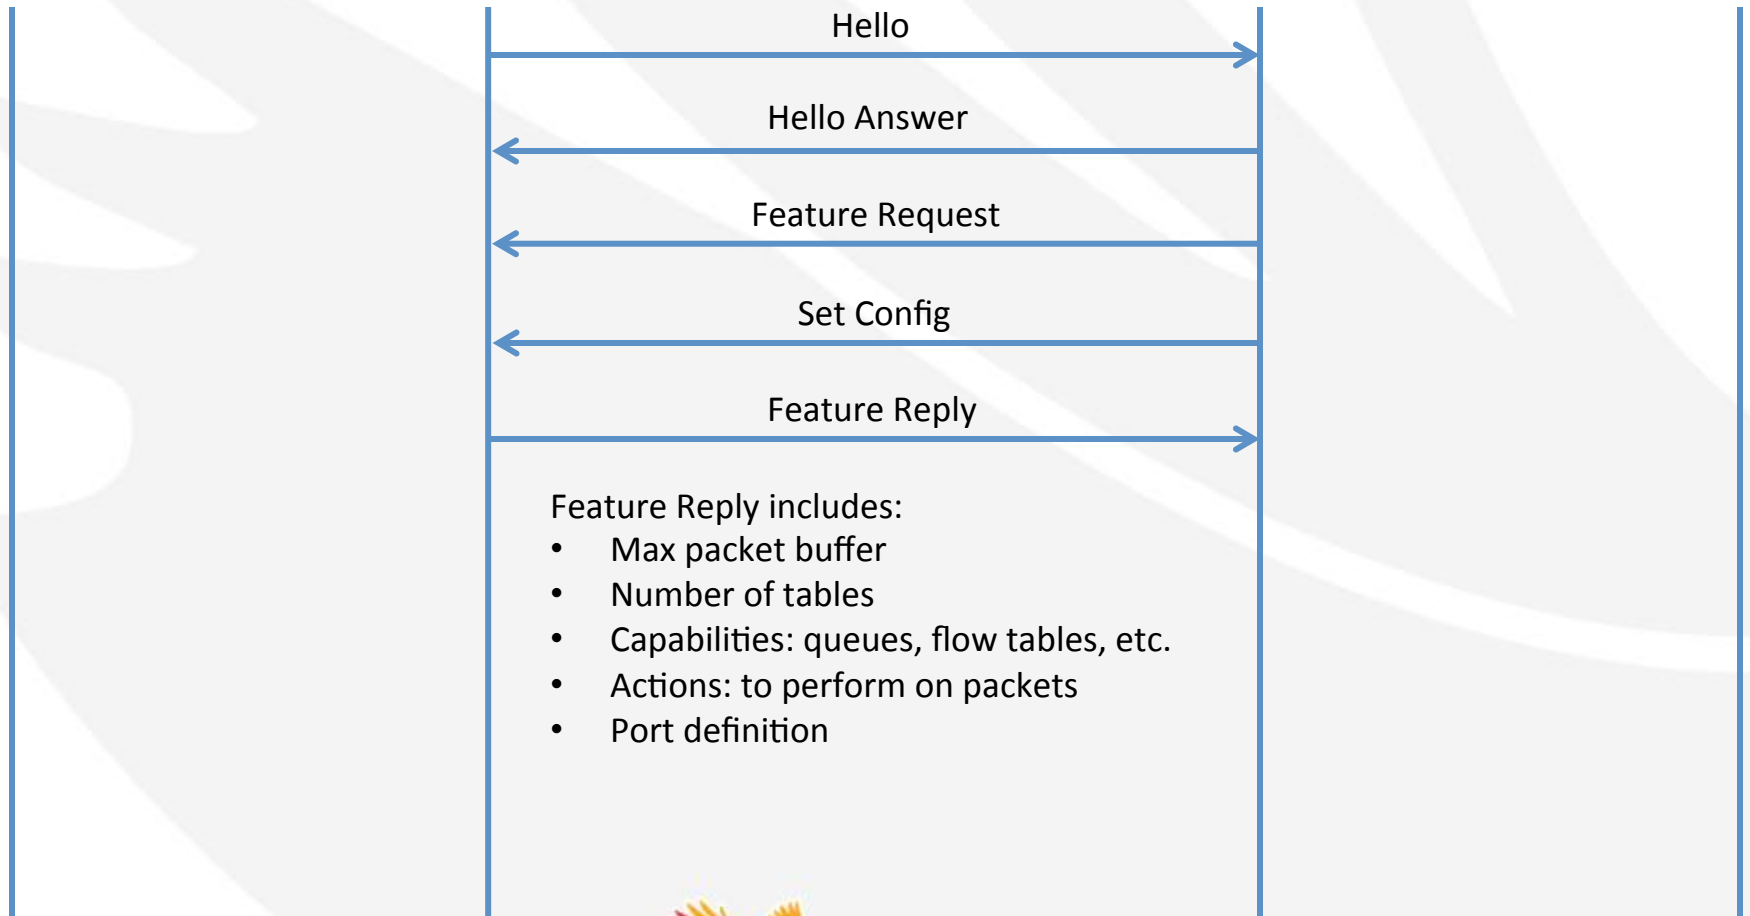 Hello
Hello Answer
Feature Request
Set Config
Feature Reply
Feature Reply includes:
• Max packet buffer
• Number of tables
• Capabilities: queues, flow tables, etc.
• Actions: to perform on packets
• Port definition